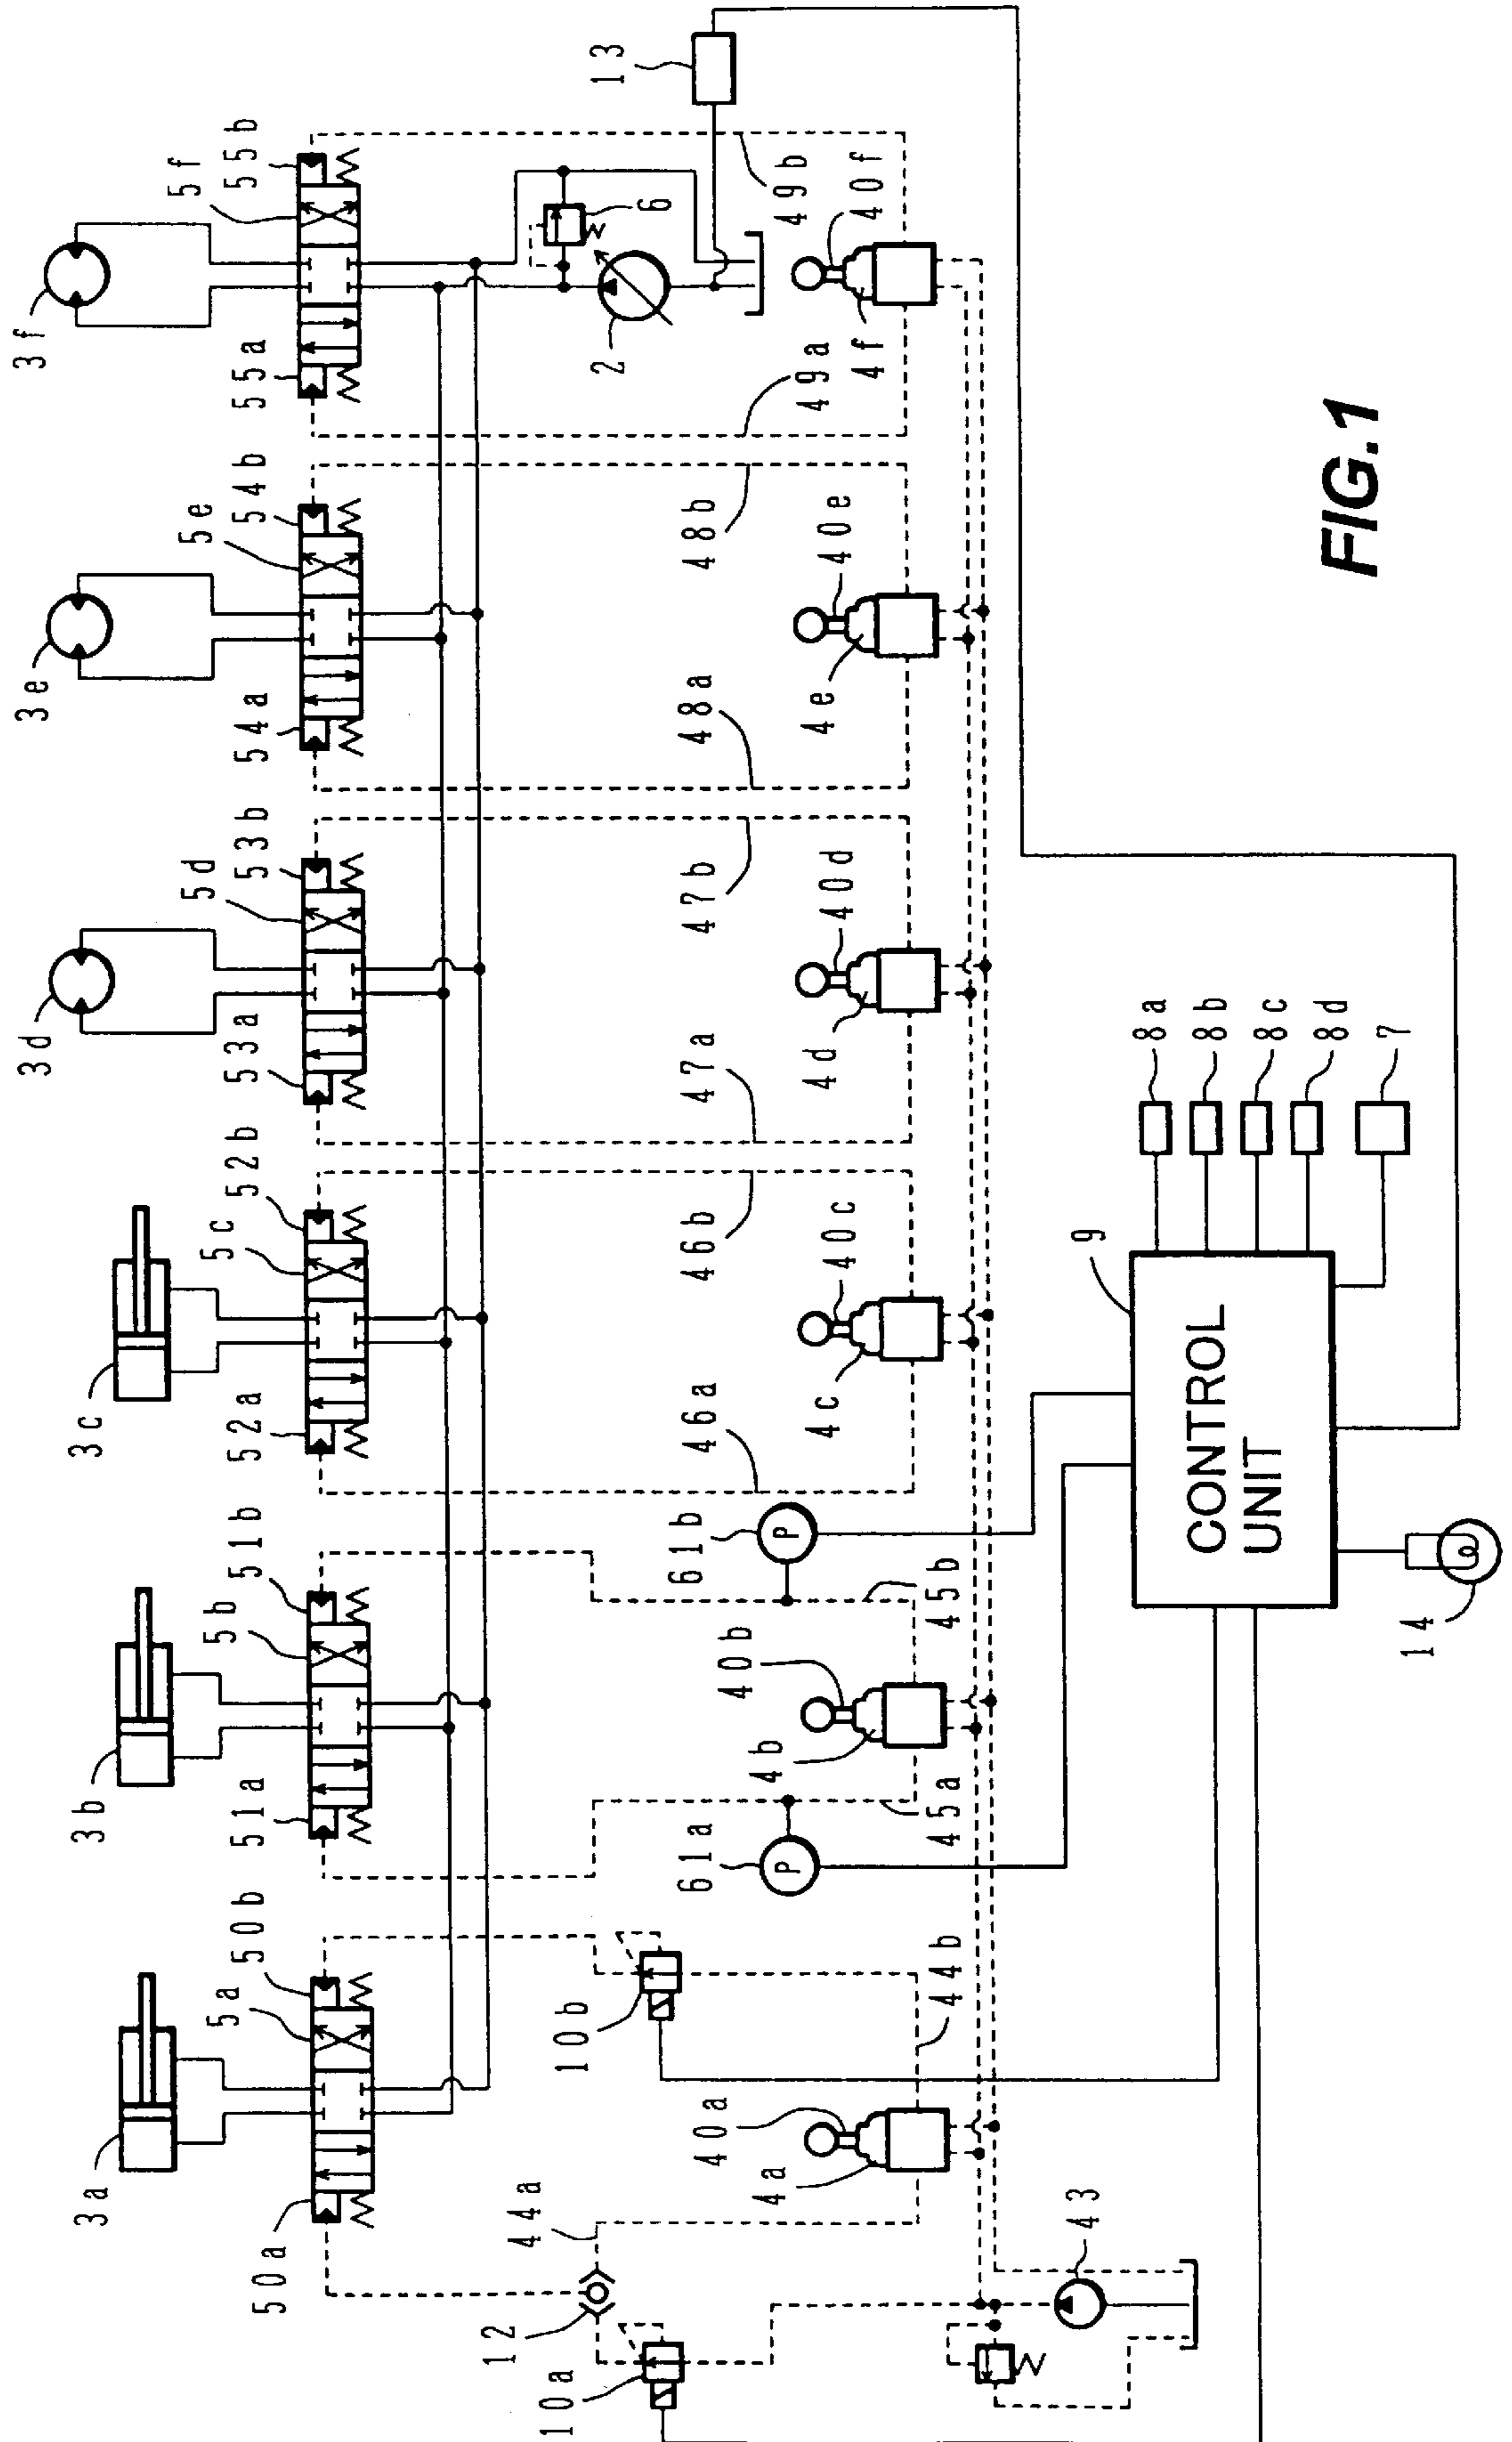 3a
3b
3c
3d
3e
3f
50a
5a
50b
51a
5b
51b
52a
5c
52b
53a
5d
53b
54a
5e
54b
55a
5f
55b
2
6
13
12
10a
10b
44a
44b
4a
40a
61a
61b
45a
45b
4b
40b
46a
46b
4c
40c
47a
47b
4d
40d
48a
48b
4e
40e
49a
49b
4f
40f
P
P
43
9
CONTROL
UNIT
8a
8b
8c
8d
7
14
FIG.1